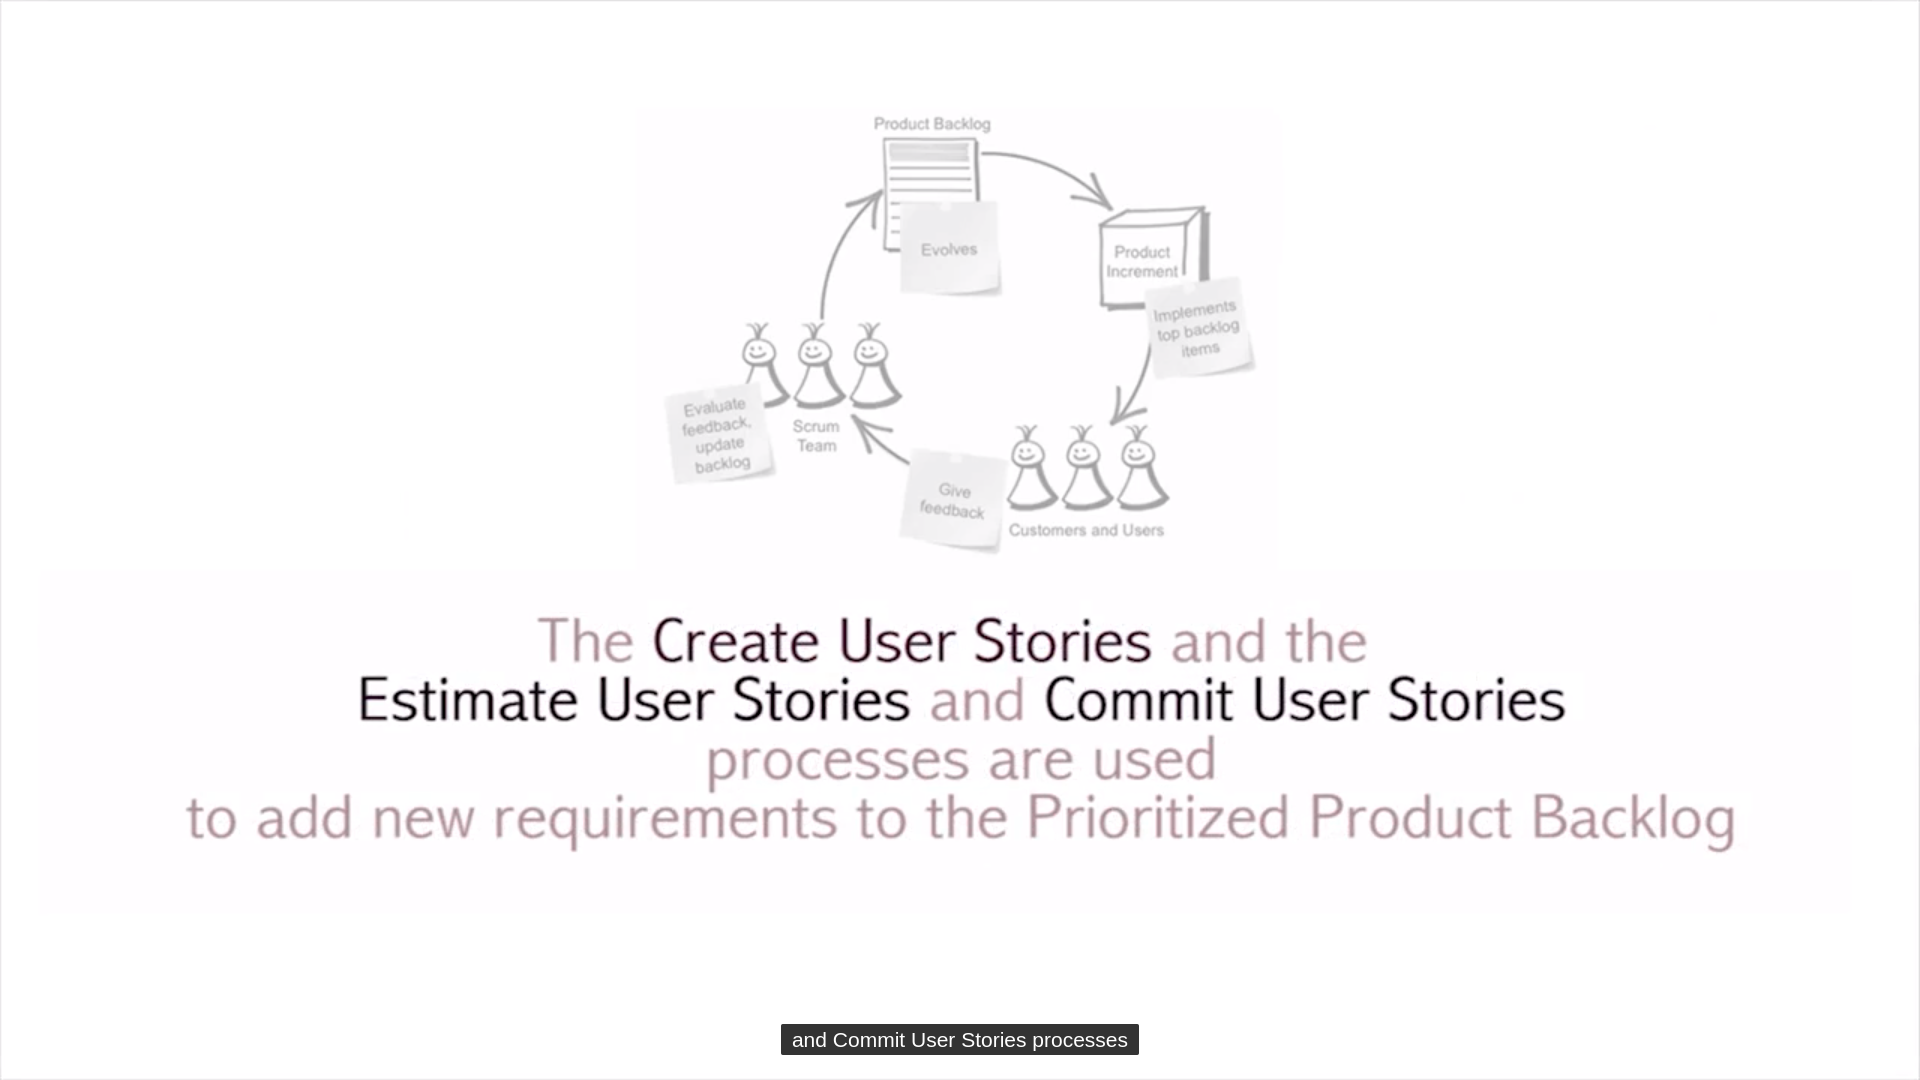 Product Backlog
Evolves
Product
Increment
Implements
top backlog
items
Evaluate
feedback,
update
backlog
Scrum
Team
Give
feedback
Customers and Users
The Create User Stories and the
Estimate User Stories and Commit User Stories
processes are used
to add new requirements to the Prioritized Product Backlog
and Commit User Stories processes